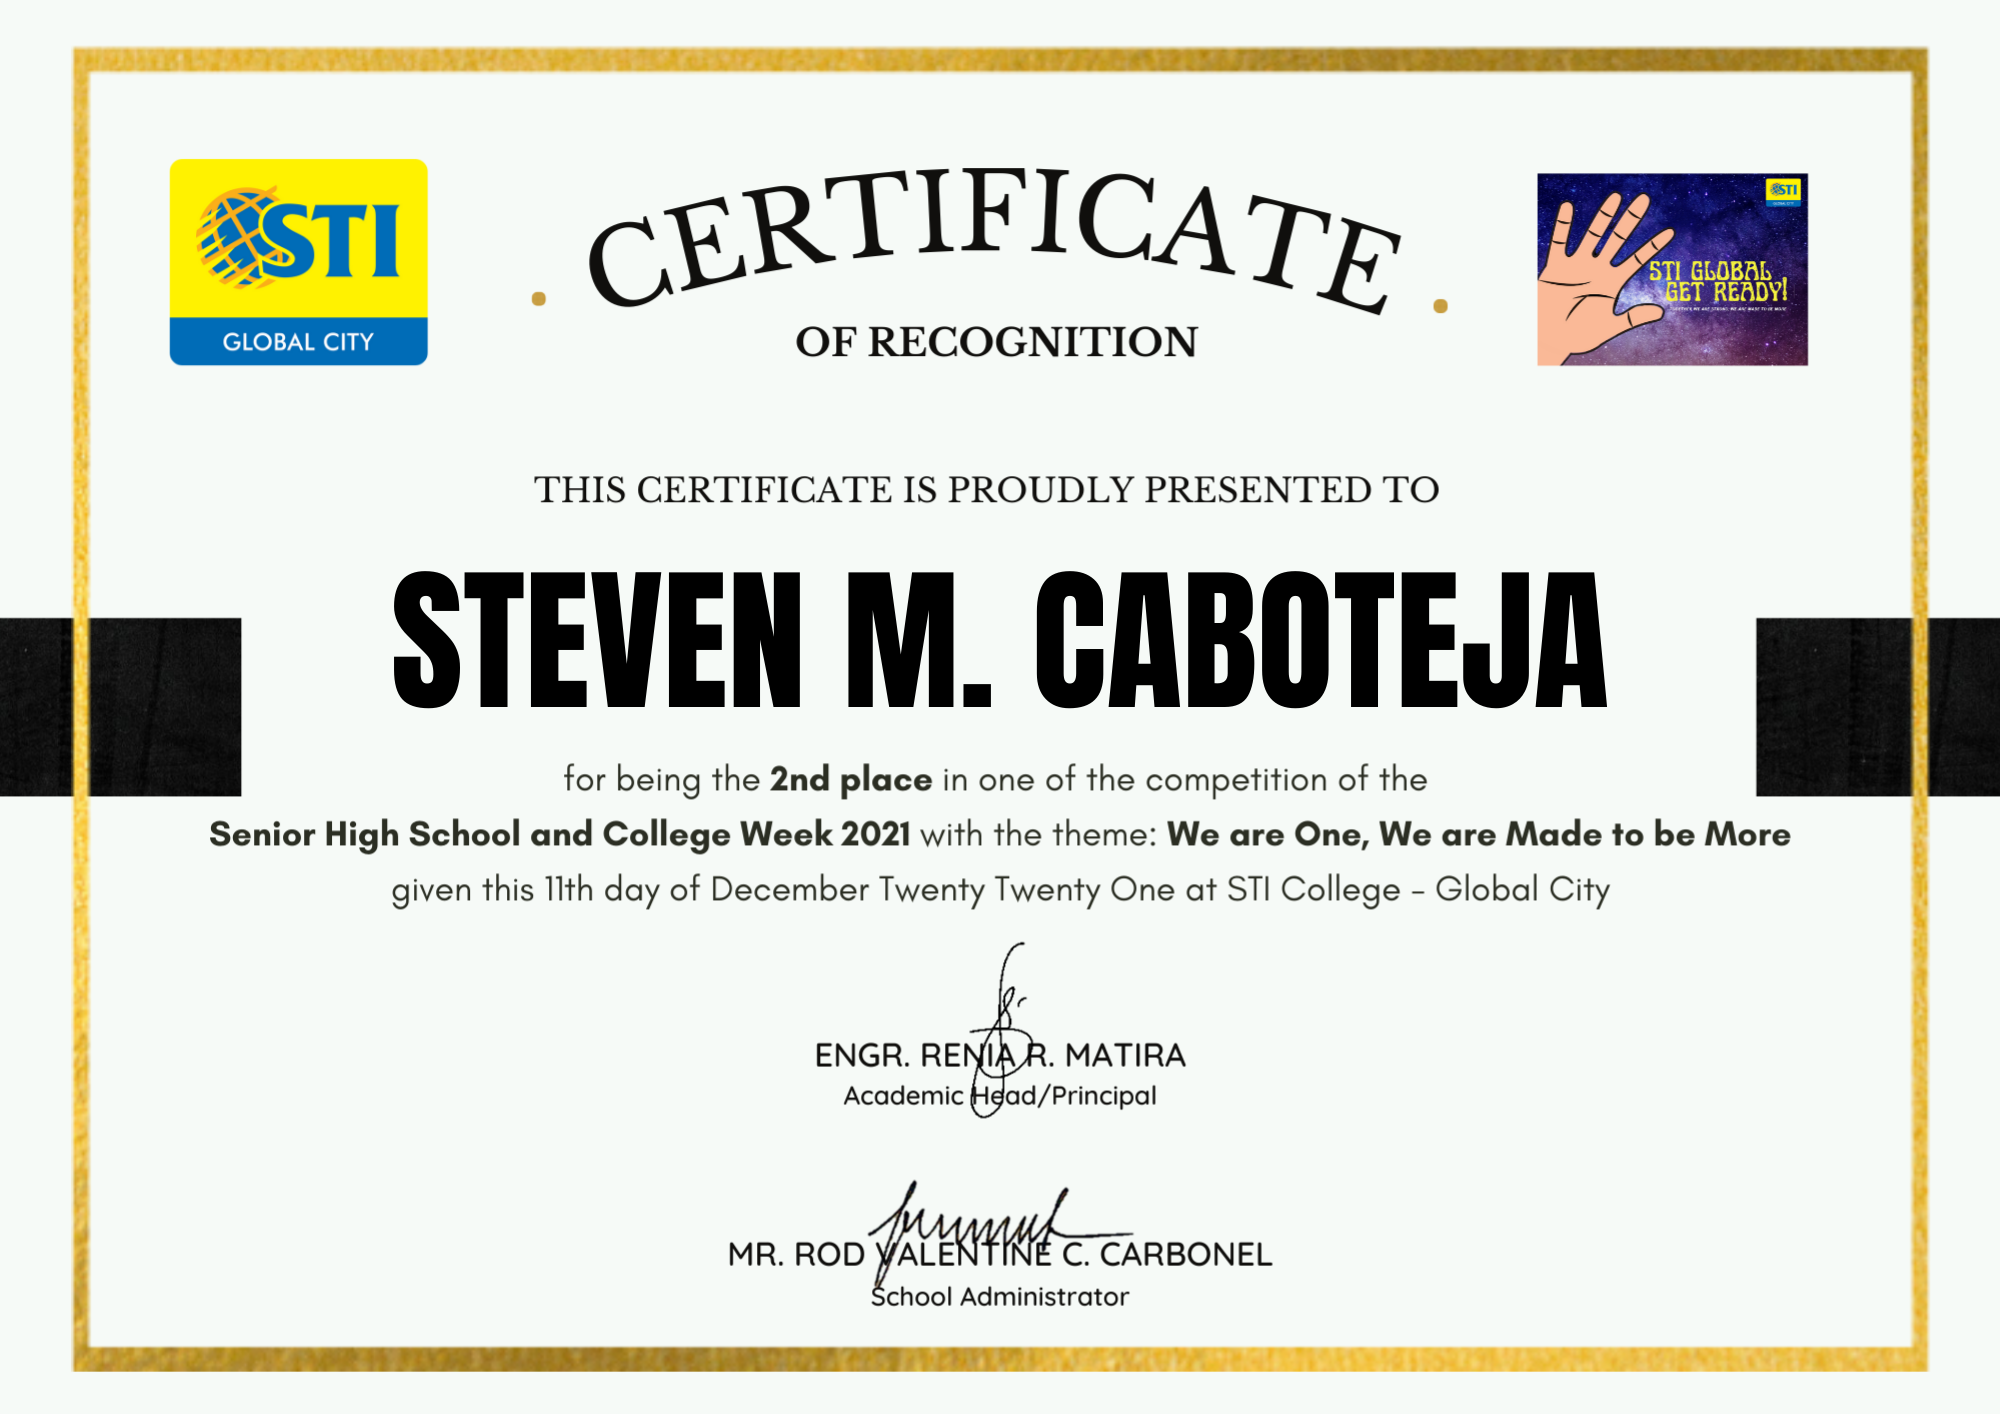 STI
GLOBAL CITY
CERTIFICATE
OF RECOGNITION
STI
STI GLOBAL
GET READY!
THIS CERTIFICATE IS PROUDLY PRESENTED TO
STEVEN M. CABOTEJA
for being the 2nd place in one of the competition of the
Senior High School and College Week 2021 with the theme: We are One, We are Made to be More
given this 11th day of December Twenty Twenty One at STI College - Global City
ENGR. RENIA R. MATIRA
Academic Head/Principal
MR. ROD VALENTINE C. CARBONEL
School Administrator